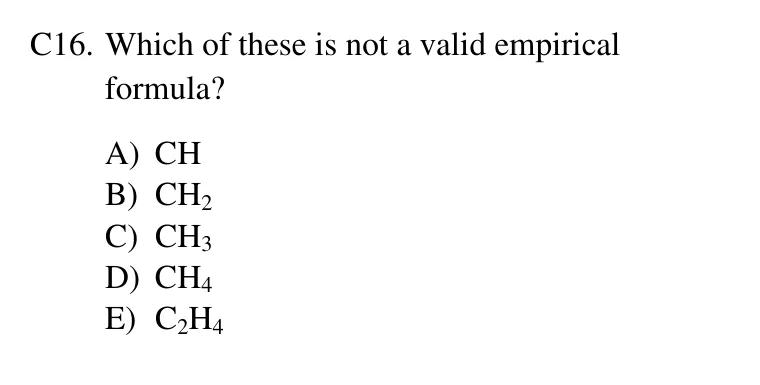 C16. Which of these is not a valid empirical
formula?
A) CH
B) CH₂
C) CH₃
D) CH₄
E) C₂H₄